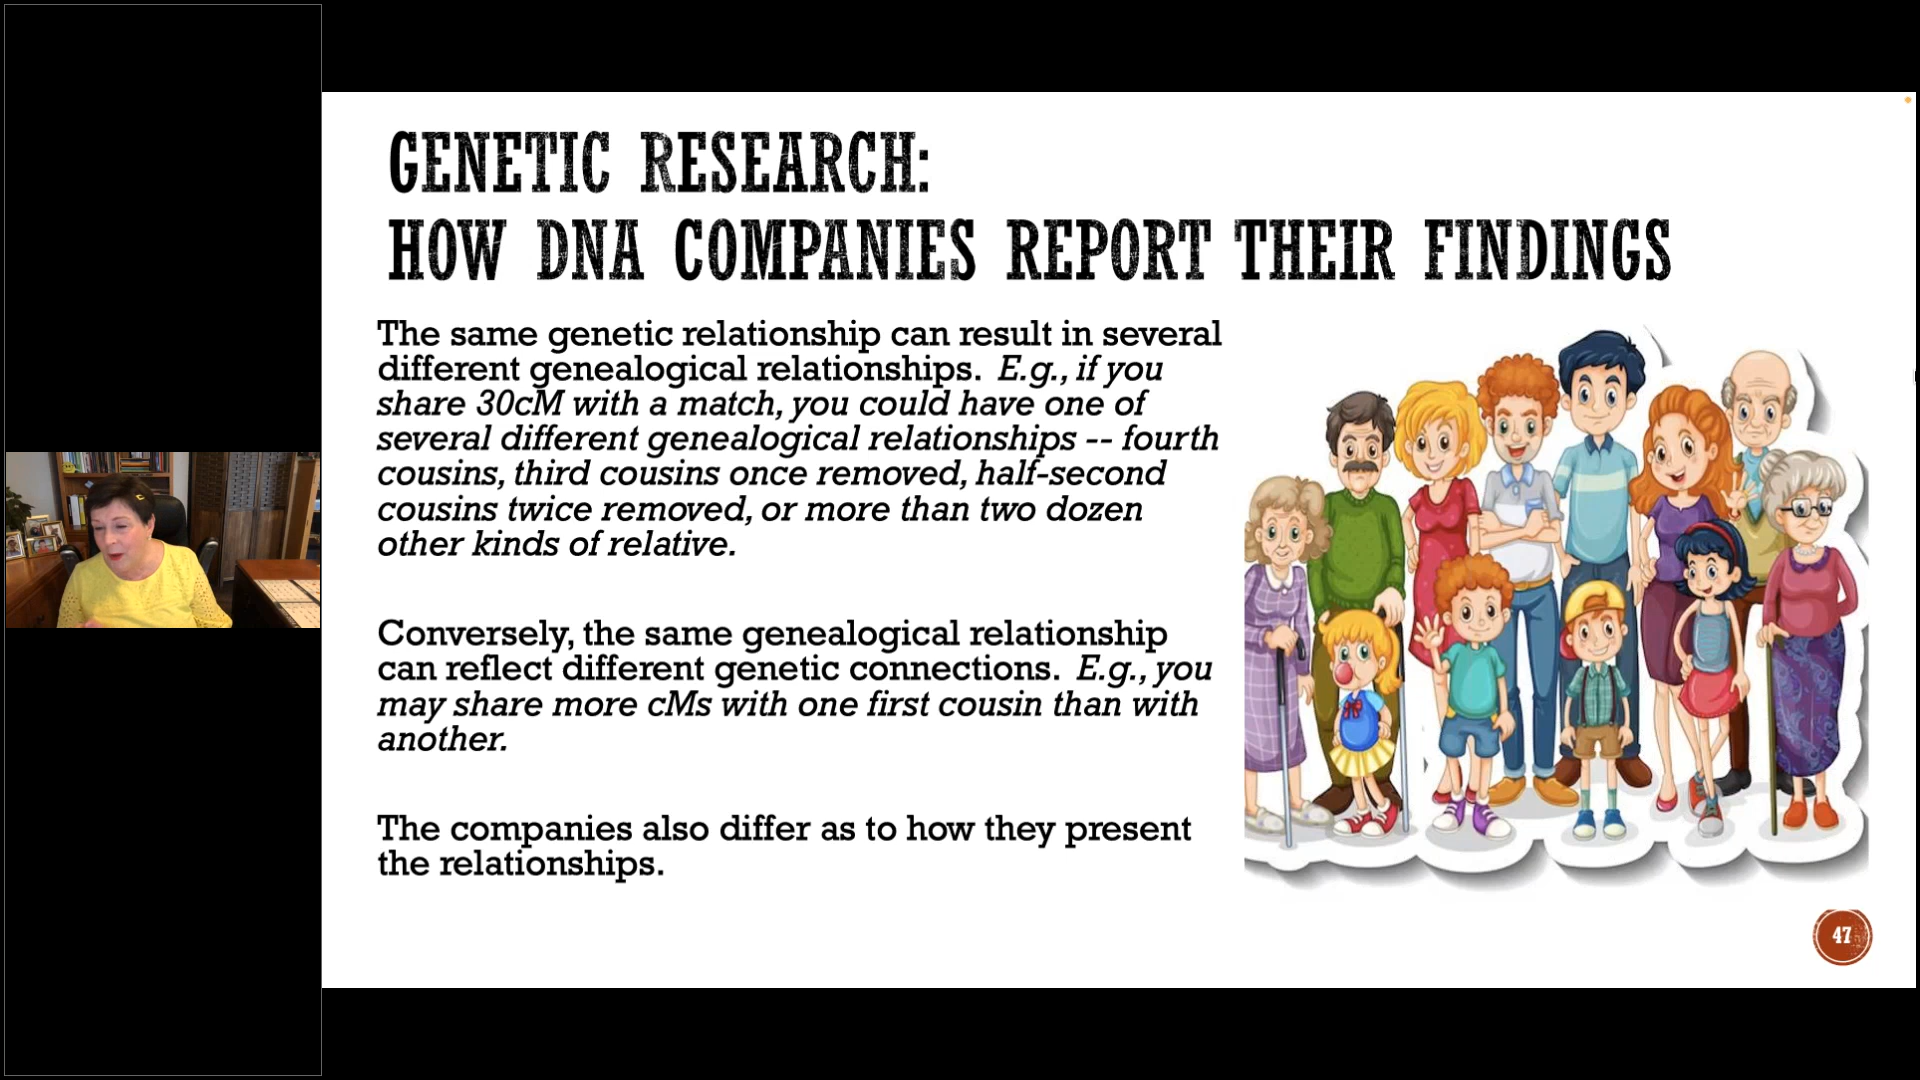 GENETIC RESEARCH:
HOW DNA COMPANIES REPORT THEIR FINDINGS
The same genetic relationship can result in several
different genealogical relationships. E.g., if you
share 30cM with a match, you could have one of
several different genealogical relationships -- fourth
cousins, third cousins once removed, half-second
cousins twice removed, or more than two dozen
other kinds of relative.
Conversely, the same genealogical relationship
can reflect different genetic connections. E.g., you
may share more cMs with one first cousin than with
another.
The companies also differ as to how they present
the relationships.
47